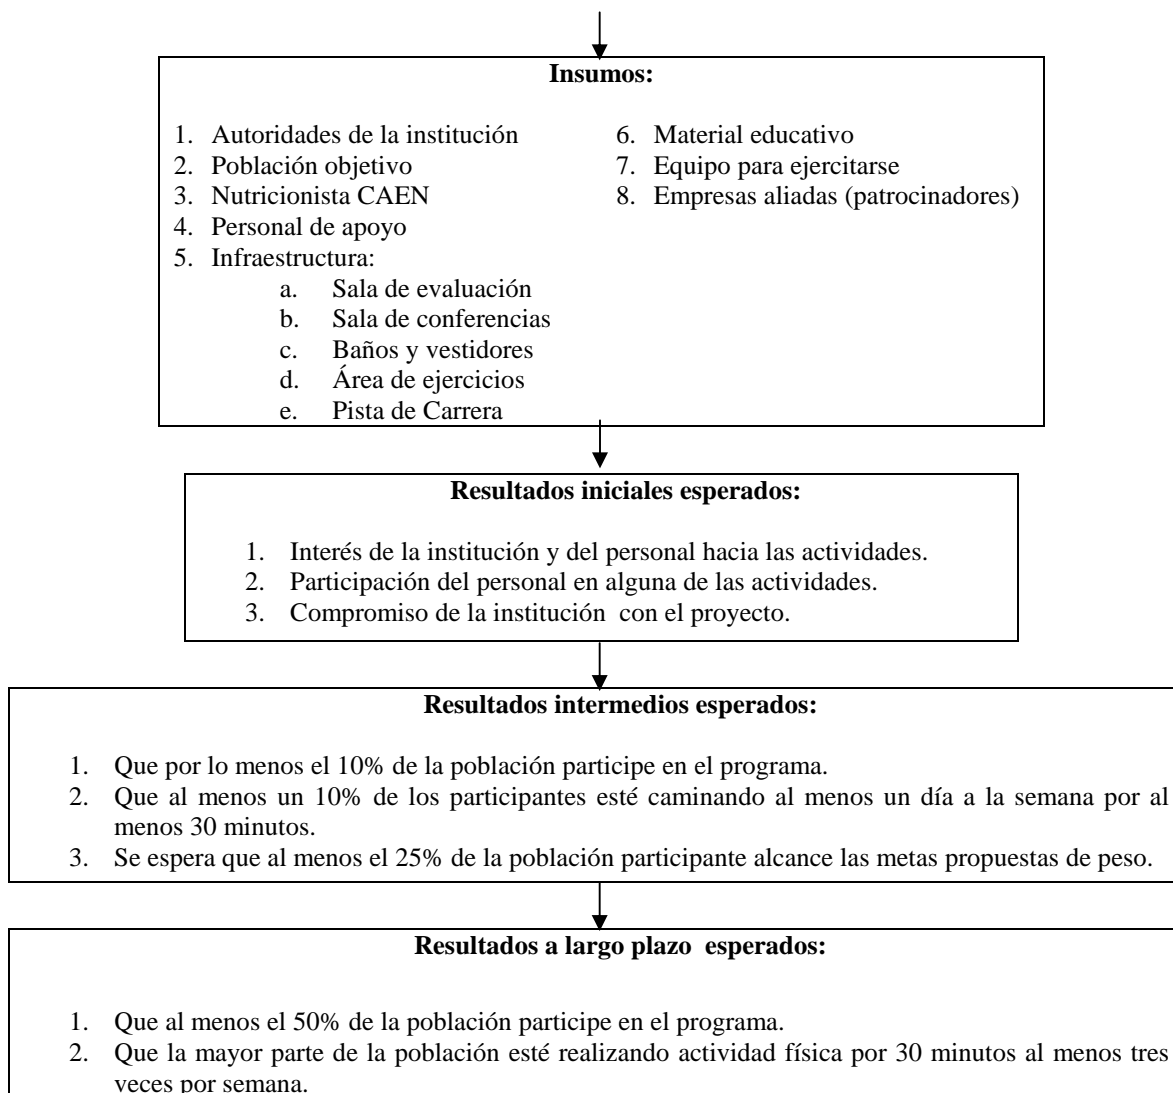 Insumos:
1. Autoridades de la institución
2. Población objetivo
3. Nutricionista CAEN
4. Personal de apoyo
5. Infraestructura:
a. Sala de evaluación
b. Sala de conferencias
c. Baños y vestidores
d. Área de ejercicios
e. Pista de Carrera
6. Material educativo
7. Equipo para ejercitarse
8. Empresas aliadas (patrocinadores)
Resultados iniciales esperados:
1. Interés de la institución y del personal hacia las actividades.
2. Participación del personal en alguna de las actividades.
3. Compromiso de la institución con el proyecto.
Resultados intermedios esperados:
1. Que por lo menos el 10% de la población participe en el programa.
2. Que al menos un 10% de los participantes esté caminando al menos un día a la semana por al
menos 30 minutos.
3. Se espera que al menos el 25% de la población participante alcance las metas propuestas de peso.
Resultados a largo plazo esperados:
1. Que al menos el 50% de la población participe en el programa.
2. Que la mayor parte de la población esté realizando actividad física por 30 minutos al menos tres
veces por semana.